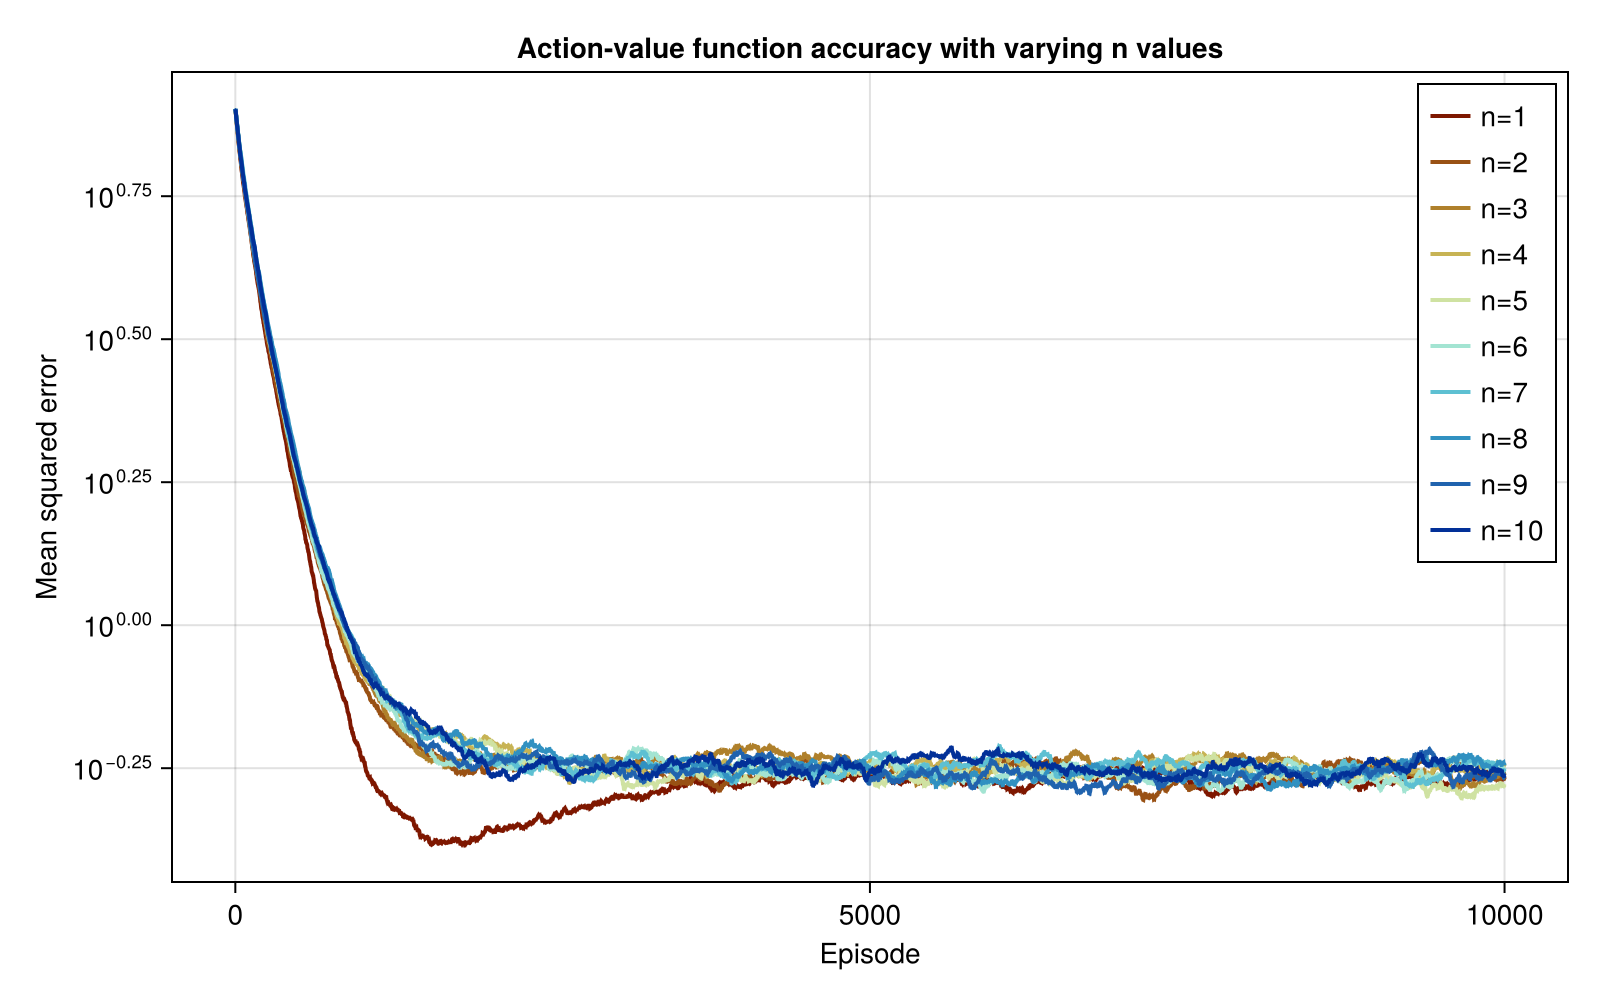 Action-value function accuracy with varying n values
Mean squared error
10^0.75
10^0.50
10^0.25
10^0.00
10^−0.25
0
5000
10000
Episode
n=1
n=2
n=3
n=4
n=5
n=6
n=7
n=8
n=9
n=10